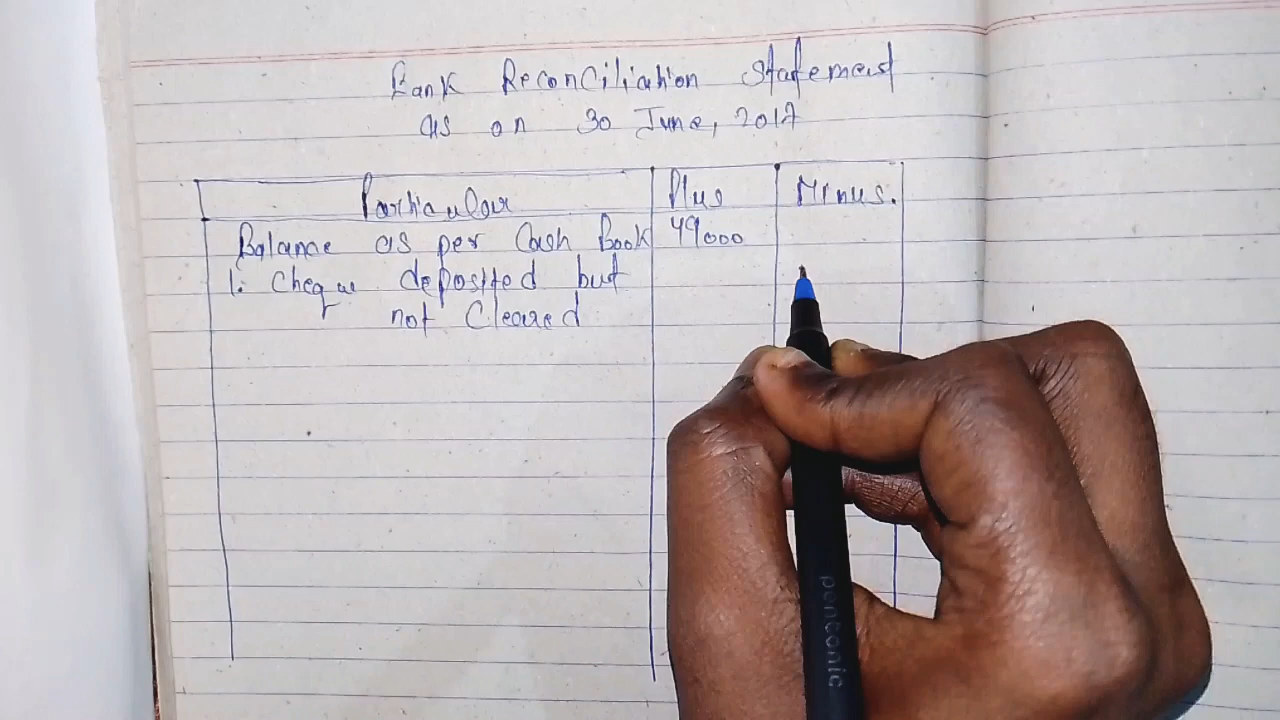 Bank Reconciliation Statement
as on 30 June, 2017
Particular Plus Minus.
Balance as per Cash Book 49000
1. Cheque deposited but
not Cleared
pentonic